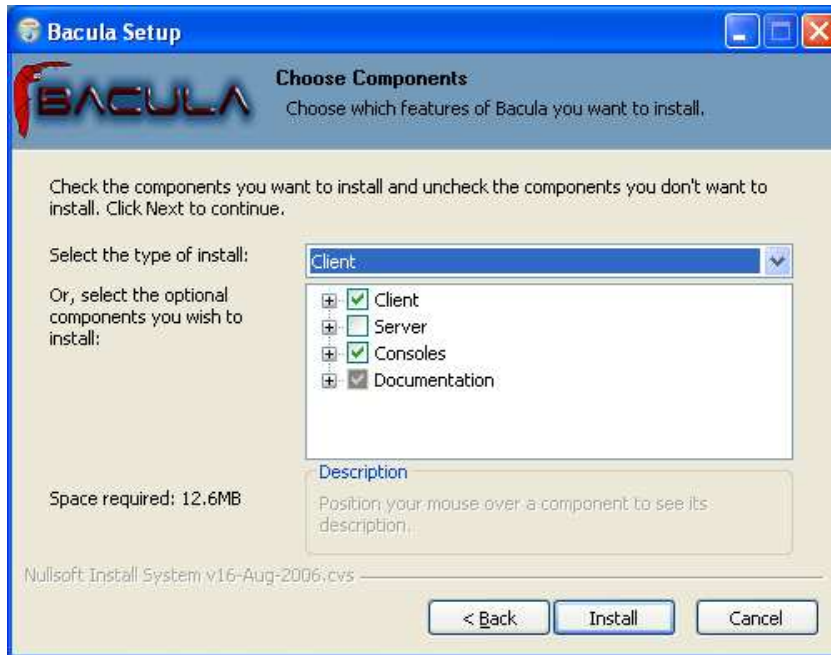 Bacula Setup
BACULA
Choose Components
Choose which features of Bacula you want to install.
Check the components you want to install and uncheck the components you don't want to
install. Click Next to continue.
Select the type of install:
Client
Or, select the optional
components you wish to
install:
Client
Server
Consoles
Documentation
Space required: 12.6MB
Description
Position your mouse over a component to see its
description.
Nullsoft Install System v16-Aug-2006.cvs
< Back
Install
Cancel